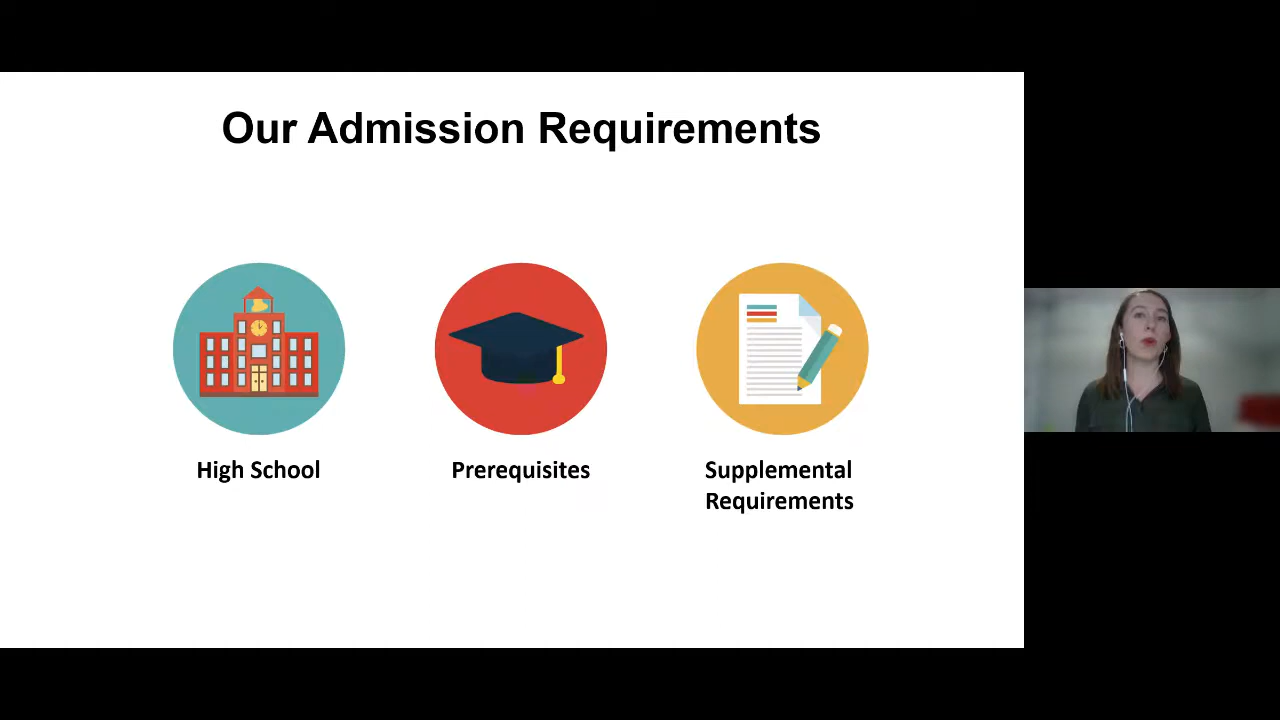 Our Admission Requirements
High School
Prerequisites
Supplemental
Requirements